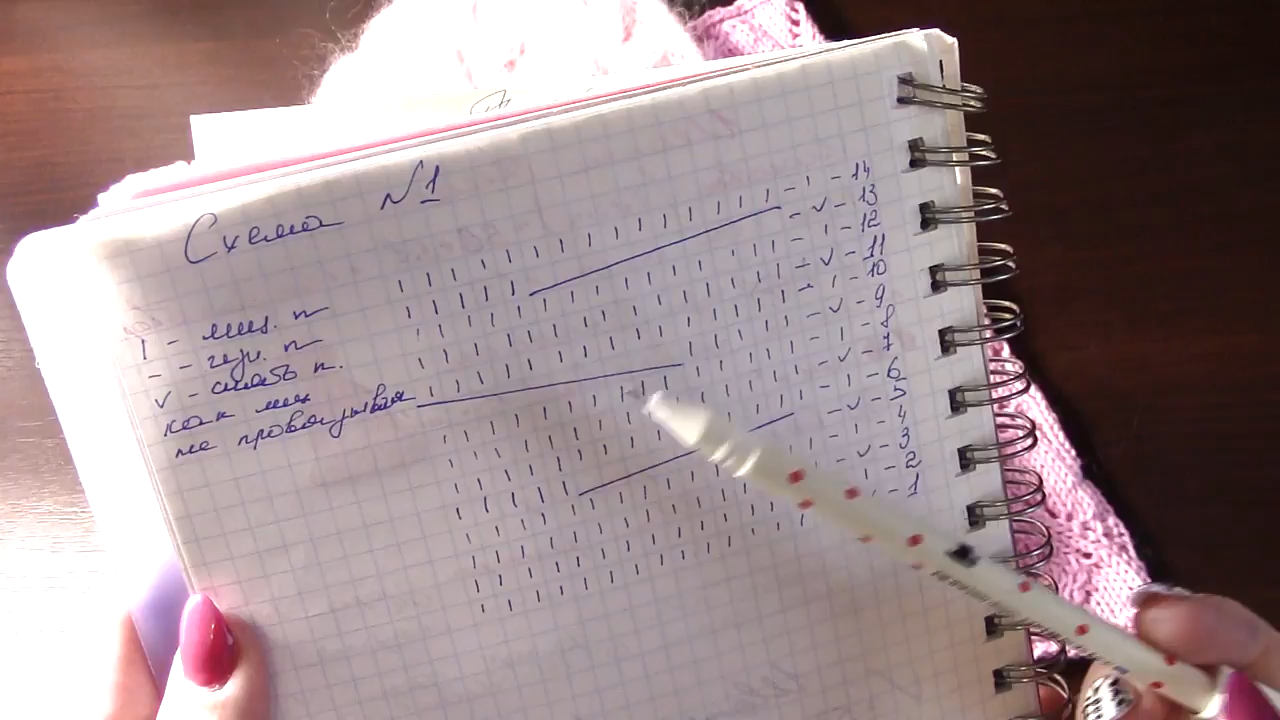 Схема №1
I - лиц. п
- - изн. п
v - снять п.
как лиц
не провязывая
14
13
12
11
10
9
8
7
6
5
4
3
2
1